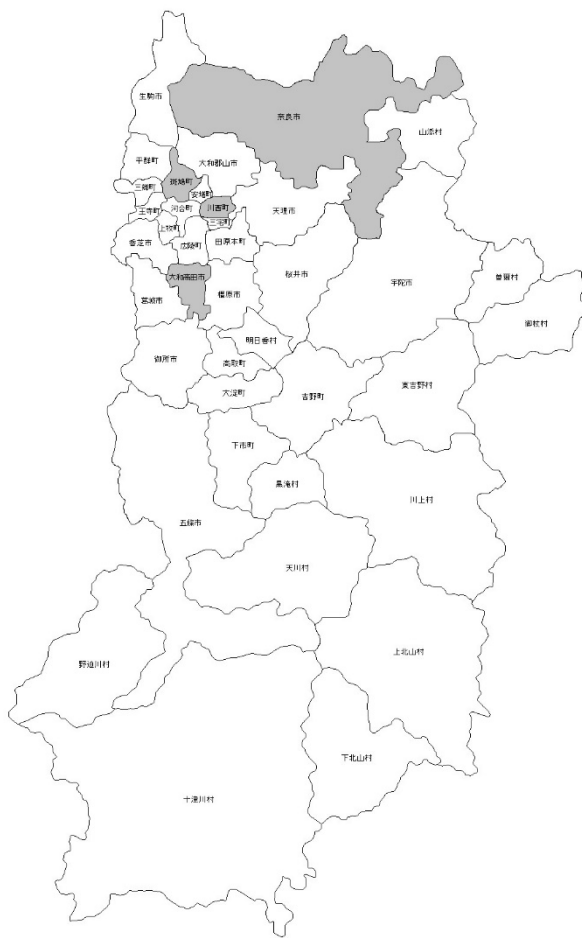 生駒市
奈良市
山添村
平群町
大和郡山市
三郷町
斑鳩町
安堵町
王寺町
河合町
川西町
三宅町
天理市
上牧町
香芝市
広陵町
田原本町
大和高田市
桜井市
宇陀市
曽爾村
御杖村
葛城市
橿原市
明日香村
御所市
高取町
大淀町
吉野町
東吉野村
下市町
黒滝村
川上村
五條市
天川村
野迫川村
上北山村
下北山村
十津川村